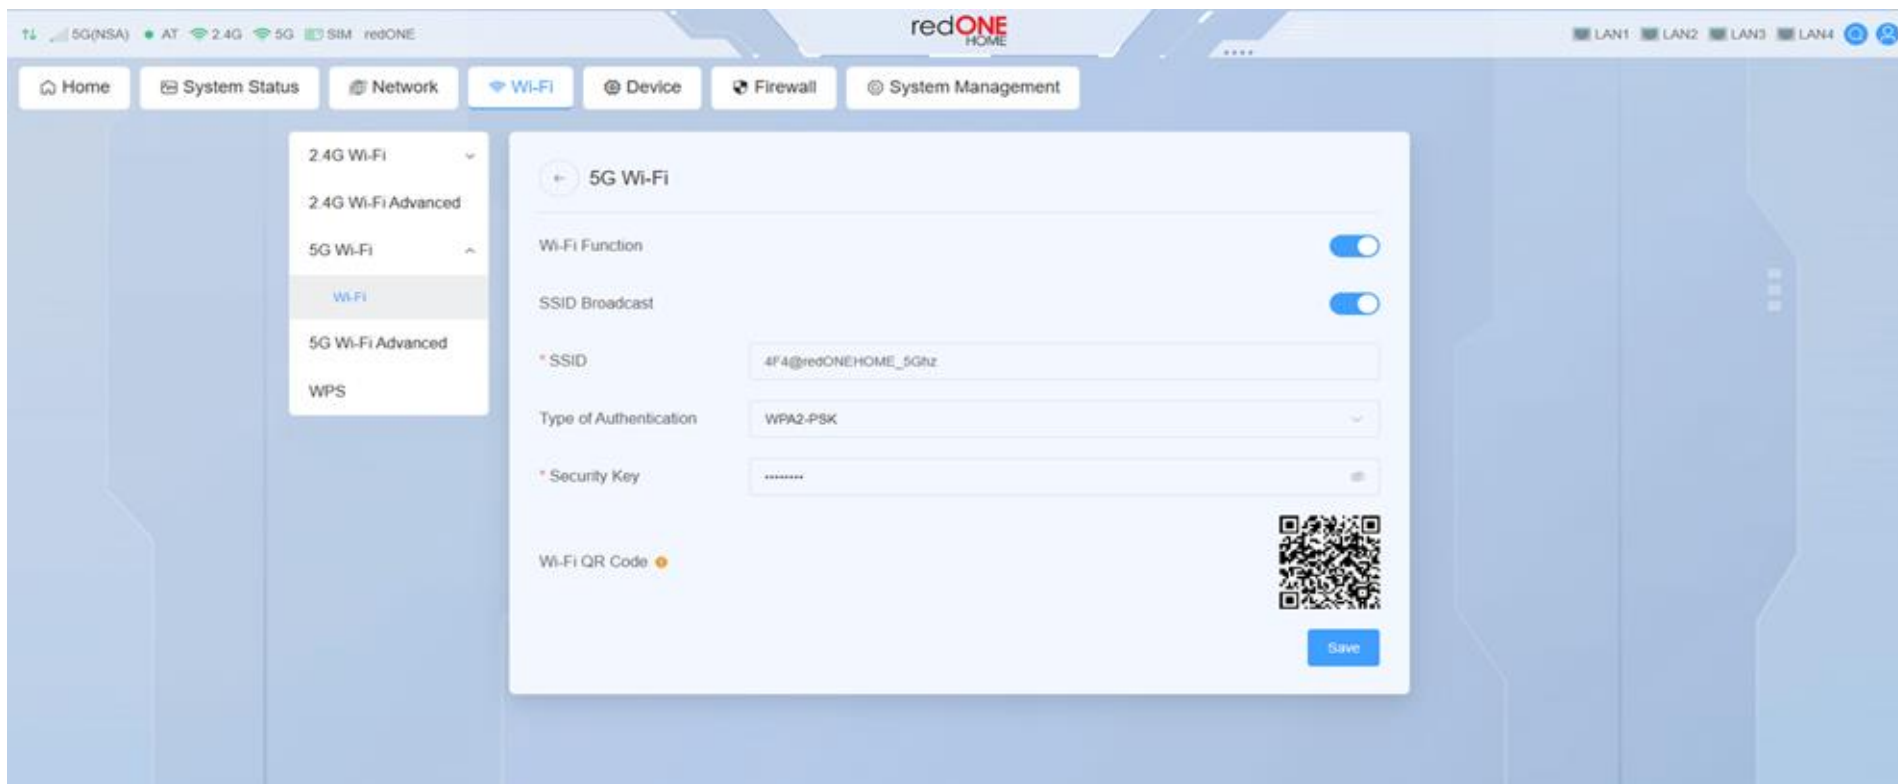 5G(NSA) AT 2.4G 5G SIM redONE
redONE
HOME
LAN1 LAN2 LAN3 LAN4
Home System Status Network Wi-Fi Device Firewall System Management
2.4G Wi-Fi
2.4G Wi-Fi Advanced
5G Wi-Fi
Wi-Fi
5G Wi-Fi Advanced
WPS
5G Wi-Fi
Wi-Fi Function
SSID Broadcast
* SSID 4F4@redONEHOME_5Ghz
Type of Authentication WPA2-PSK
* Security Key ••••••••
Wi-Fi QR Code
Save